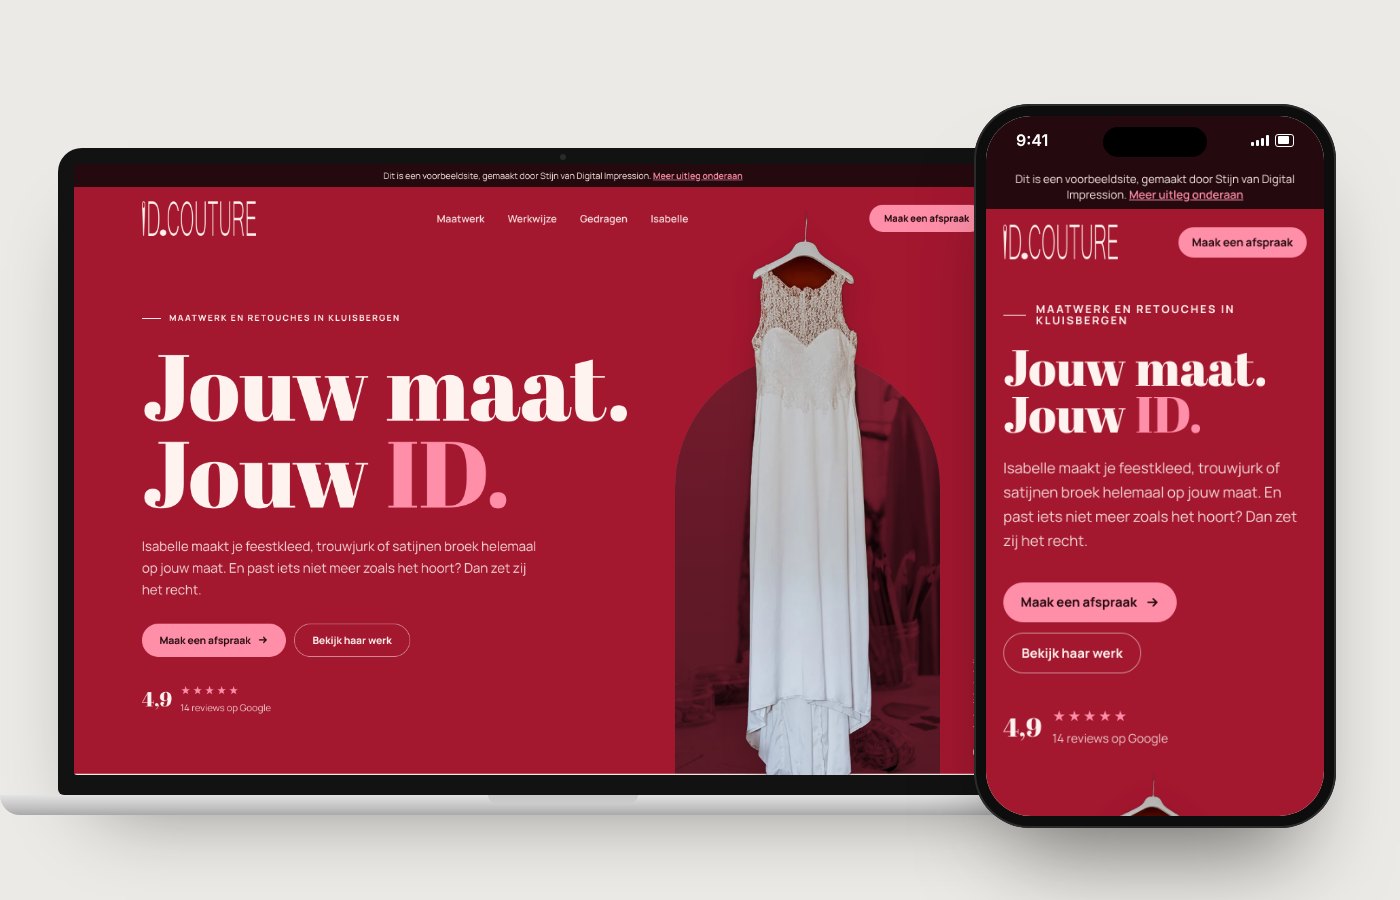 Dit is een voorbeeldsite, gemaakt door Stijn van Digital Impression. Meer uitleg onderaan
ID.COUTURE
Maatwerk
Werkwijze
Gedragen
Isabelle
Maak een afspraak
MAATWERK EN RETOUCHES IN KLUISBERGEN
Jouw maat.
Jouw ID.
Isabelle maakt je feestkleed, trouwjurk of satijnen broek helemaal
op jouw maat. En past iets niet meer zoals het hoort? Dan zet zij
het recht.
Maak een afspraak →
Bekijk haar werk
4,9 ★★★★★
14 reviews op Google
9:41
Dit is een voorbeeldsite, gemaakt door Stijn van Digital
Impression. Meer uitleg onderaan
ID.COUTURE
Maak een afspraak
MAATWERK EN RETOUCHES IN
KLUISBERGEN
Jouw maat.
Jouw ID.
Isabelle maakt je feestkleed, trouwjurk of
satijnen broek helemaal op jouw maat. En
past iets niet meer zoals het hoort? Dan zet
zij het recht.
Maak een afspraak →
Bekijk haar werk
4,9 ★★★★★
14 reviews op Google